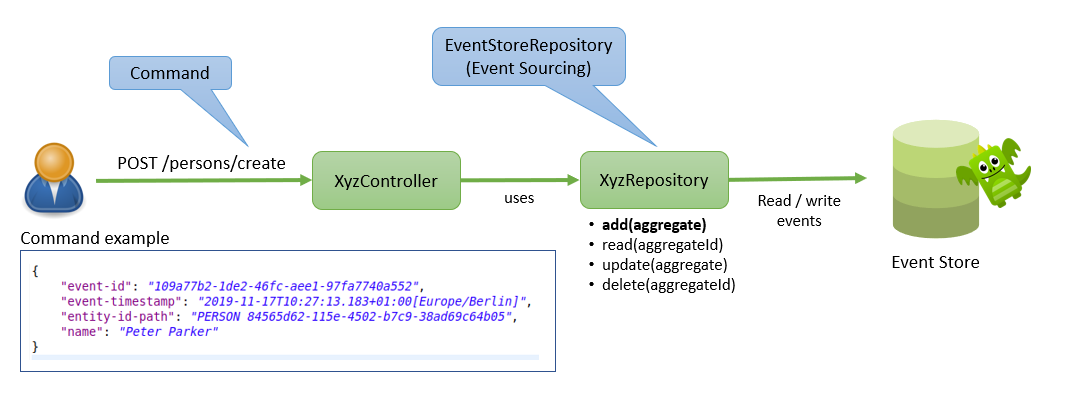 EventStoreRepository
(Event Sourcing)
Command
POST /persons/create
XyzController
uses
XyzRepository
Read / write
events
• add(aggregate)
• read(aggregateId)
• update(aggregate)
• delete(aggregateId)
Event Store
Command example
{
"event-id": "109a77b2-1de2-46fc-aee1-97fa7740a552",
"event-timestamp": "2019-11-17T10:27:13.183+01:00[Europe/Berlin]",
"entity-id-path": "PERSON 84565d62-115e-4502-b7c9-38ad69c64b05",
"name": "Peter Parker"
}